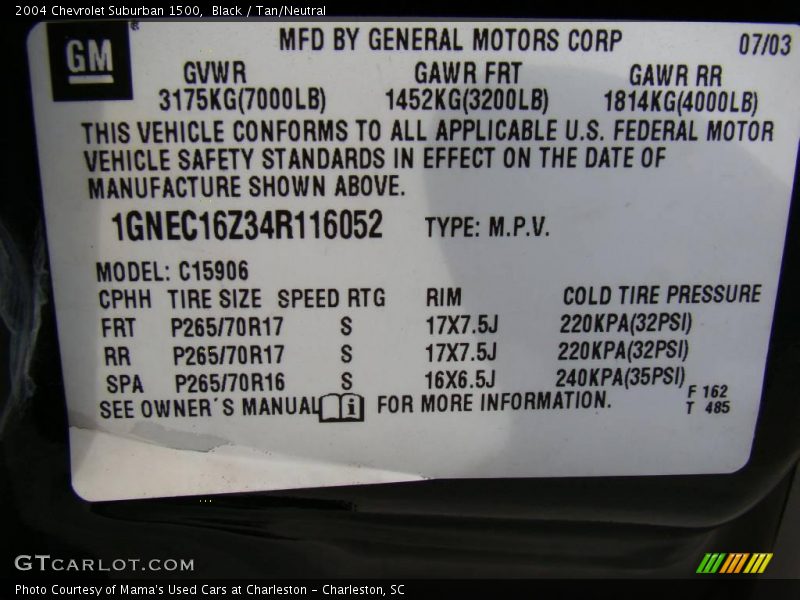 2004 Chevrolet Suburban 1500,  Black / Tan/Neutral
GM
®
MFD BY GENERAL MOTORS CORP
07/03
GVWR GAWR FRT GAWR RR
3175KG(7000LB) 1452KG(3200LB) 1814KG(4000LB)
THIS VEHICLE CONFORMS TO ALL APPLICABLE U.S. FEDERAL MOTOR
VEHICLE SAFETY STANDARDS IN EFFECT ON THE DATE OF
MANUFACTURE SHOWN ABOVE.
1GNEC16Z34R116052 TYPE: M.P.V.
MODEL: C15906
CPHH TIRE SIZE SPEED RTG RIM COLD TIRE PRESSURE
FRT P265/70R17 S 17X7.5J 220KPA(32PSI)
RR P265/70R17 S 17X7.5J 220KPA(32PSI)
SPA P265/70R16 S 16X6.5J 240KPA(35PSI)
SEE OWNER´S MANUAL i FOR MORE INFORMATION.
F 162
T 485
GTCARLOT.COM
Photo Courtesy of Mama's Used Cars at Charleston - Charleston, SC